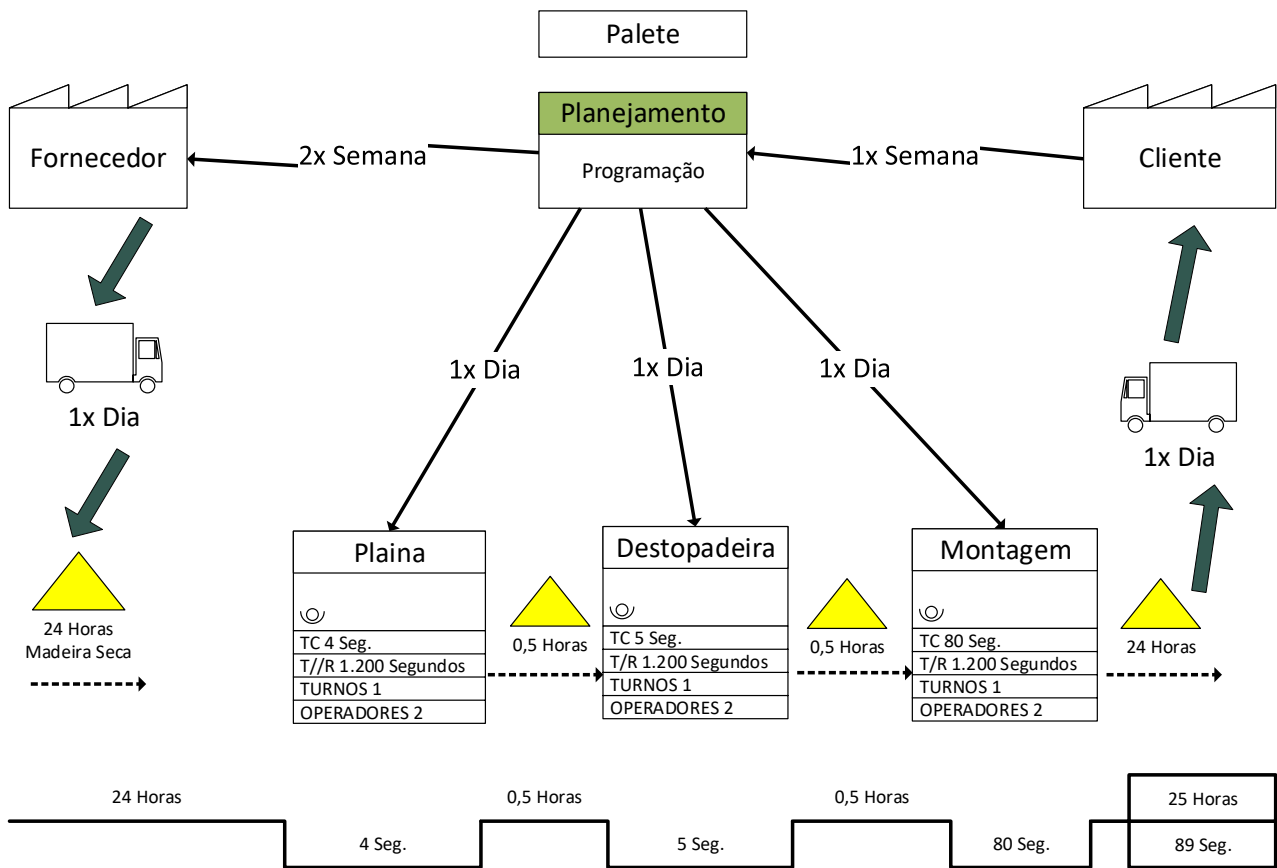 Palete
Fornecedor
2x Semana
Planejamento
Programação
1x Semana
Cliente
1x Dia
1x Dia
1x Dia
1x Dia
1x Dia
24 Horas
Madeira Seca
Plaina
TC 4 Seg.
T//R 1.200 Segundos
TURNOS 1
OPERADORES 2
0,5 Horas
Destopadeira
TC 5 Seg.
T/R 1.200 Segundos
TURNOS 1
OPERADORES 2
0,5 Horas
Montagem
TC 80 Seg.
T/R 1.200 Segundos
TURNOS 1
OPERADORES 2
24 Horas
24 Horas
0,5 Horas
0,5 Horas
25 Horas
4 Seg.
5 Seg.
80 Seg.
89 Seg.